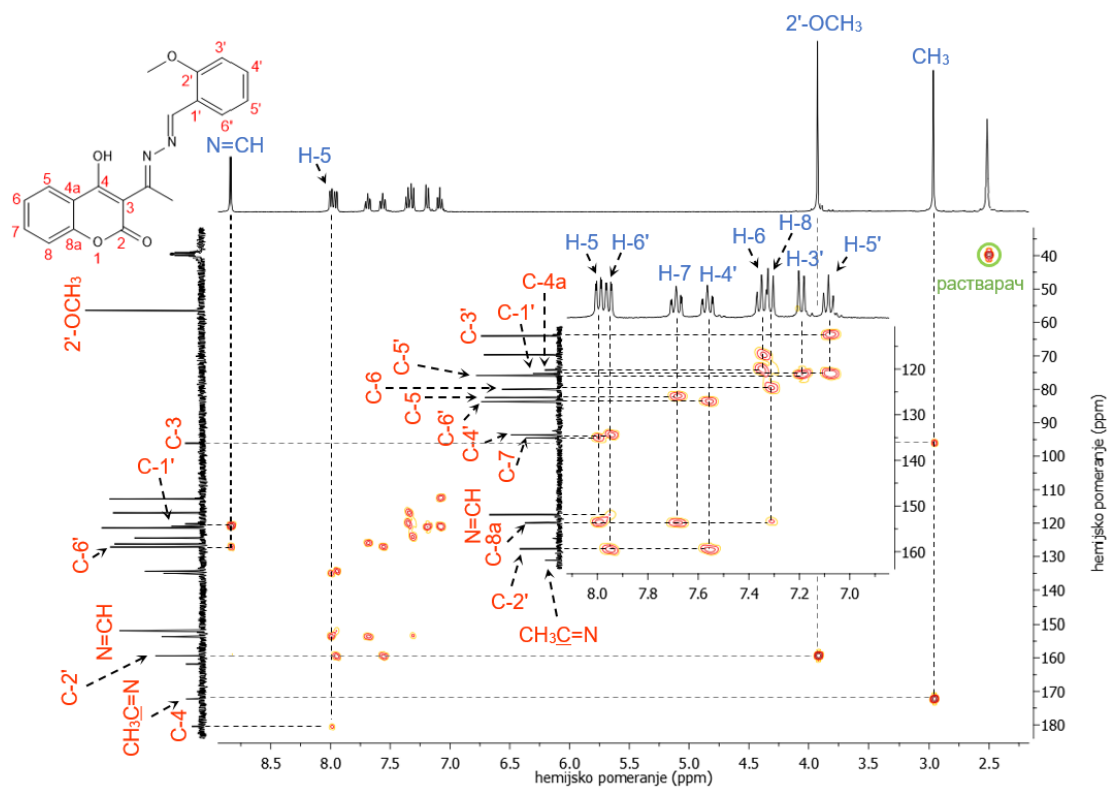 2'-OCH₃
CH₃
N=CH
H-5
O
3'
2'
4'
1'
5'
6'
N
N
OH
5
4a
4
3
6
7
8a
8
O
1
2
O
H-5
H-6'
H-7
H-4'
H-6
H-8
H-3'
H-5'
растварач
2'-OCH₃
C-3
C-1'
C-6'
N=CH
C-2'
CH₃C=N
C-4
C-3'
C-4a
C-1'
C-5'
C-6
C-5
C-6'
C-4'
C-7
N=CH
C-8a
C-2'
CH₃C=N
120
130
140
150
160
8.0
7.8
7.6
7.4
7.2
7.0
40
50
60
70
80
90
100
110
120
130
140
150
160
170
180
hemijsko pomeranje (ppm)
8.5
8.0
7.5
7.0
6.5
6.0
5.5
5.0
4.5
4.0
3.5
3.0
2.5
hemijsko pomeranje (ppm)